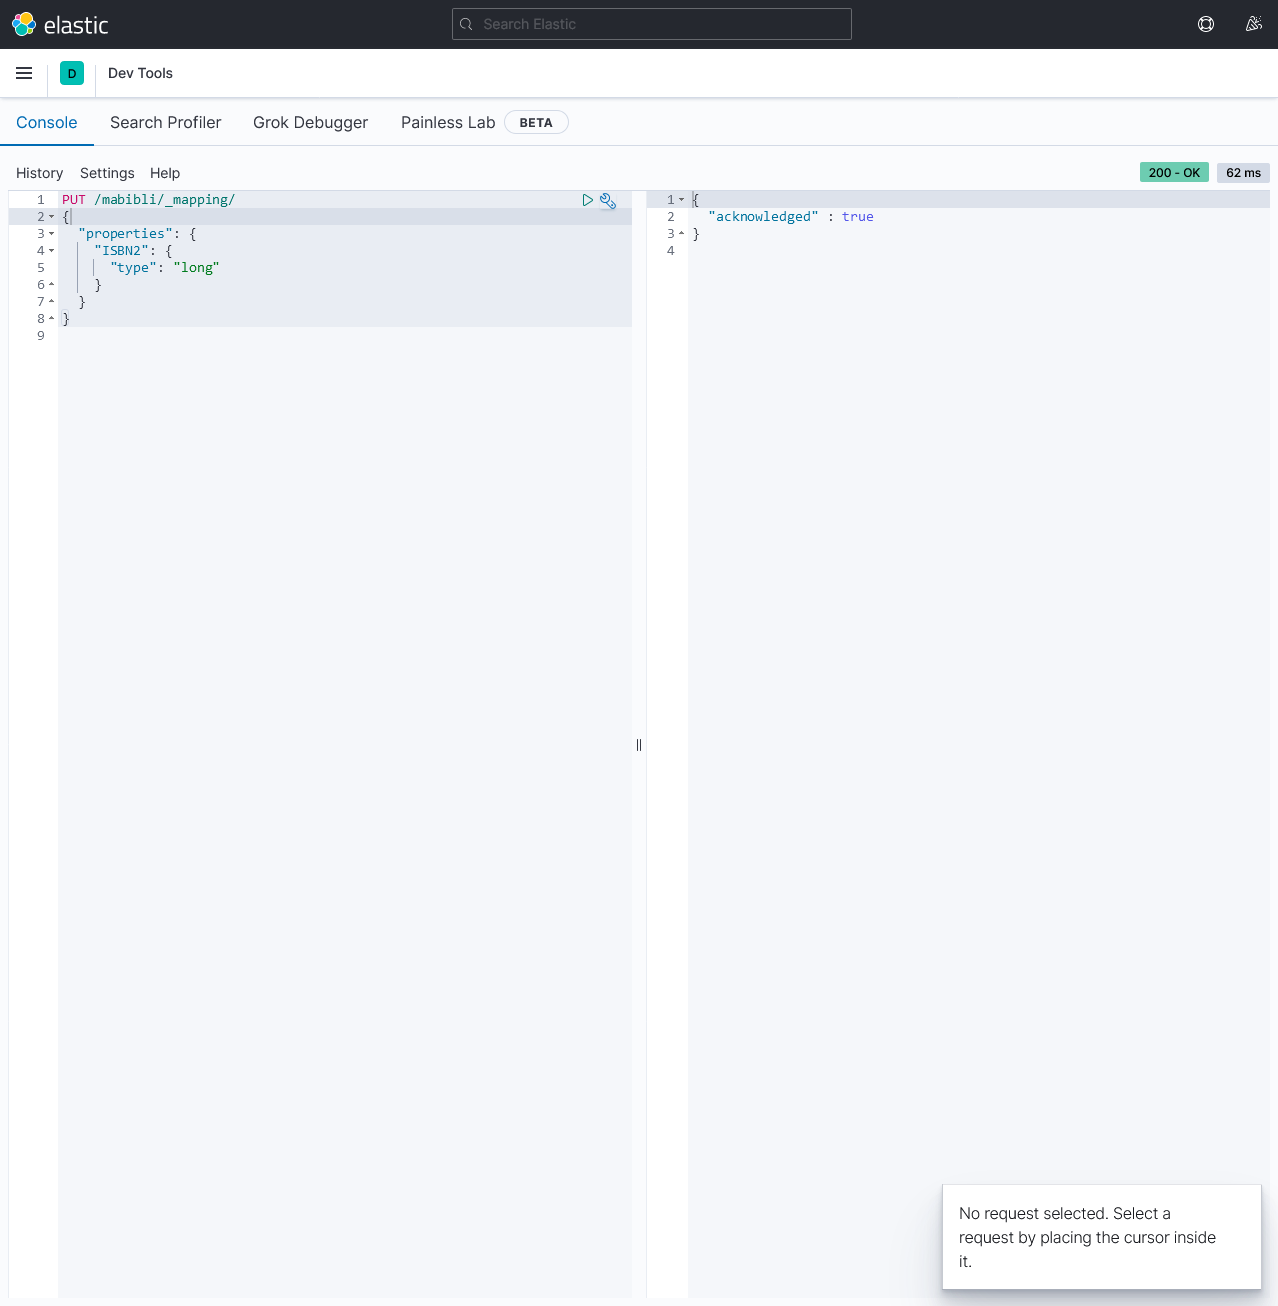 elastic
Search Elastic
D
Dev Tools
Console
Search Profiler
Grok Debugger
Painless Lab
BETA
History
Settings
Help
200 - OK
62 ms
1 PUT /mabibli/_mapping/
2 {
3 "properties": {
4 "ISBN2": {
5 "type": "long"
6 }
7 }
8 }
9
1 {
2 "acknowledged" : true
3 }
4
No request selected. Select a
request by placing the cursor inside
it.